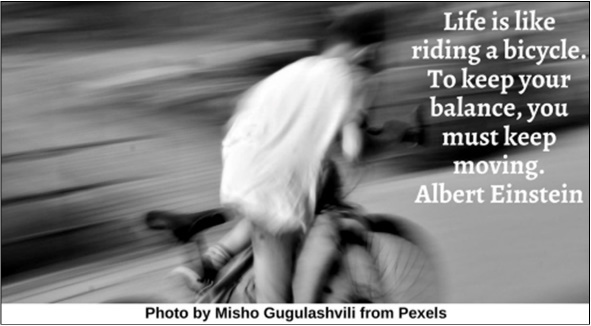 Life is like
riding a bicycle.
To keep your
balance, you
must keep
moving.
Albert Einstein
Photo by Misho Gugulashvili from Pexels